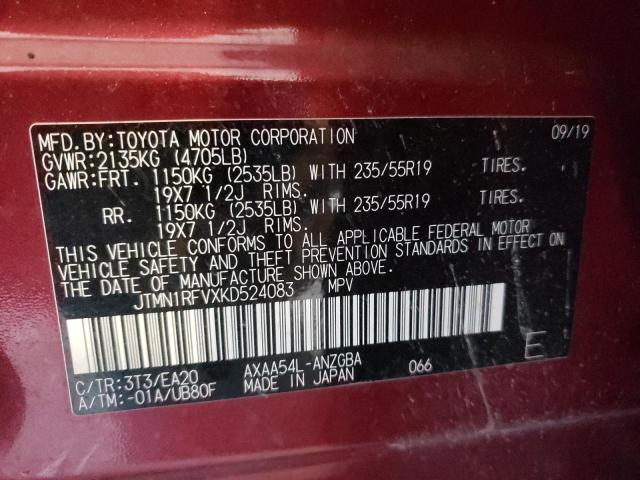 MFD. BY: TOYOTA MOTOR CORPORATION 09/19
GVWR: 2135KG (4705LB)
GAWR: FRT. 1150KG (2535LB) WITH 235/55R19 TIRES.
19X7 1/2J RIMS.
RR. 1150KG (2535LB) WITH 235/55R19 TIRES.
19X7 1/2J RIMS.
THIS VEHICLE CONFORMS TO ALL APPLICABLE FEDERAL MOTOR
VEHICLE SAFETY AND THEFT PREVENTION STANDARDS IN EFFECT ON
THE DATE OF MANUFACTURE SHOWN ABOVE.
JTMN1RFVXKD524083 MPV
C/TR: 3T3/EA20 AXAA54L-ANZGBA 066
A/TM: -01A/UB80F MADE IN JAPAN
E